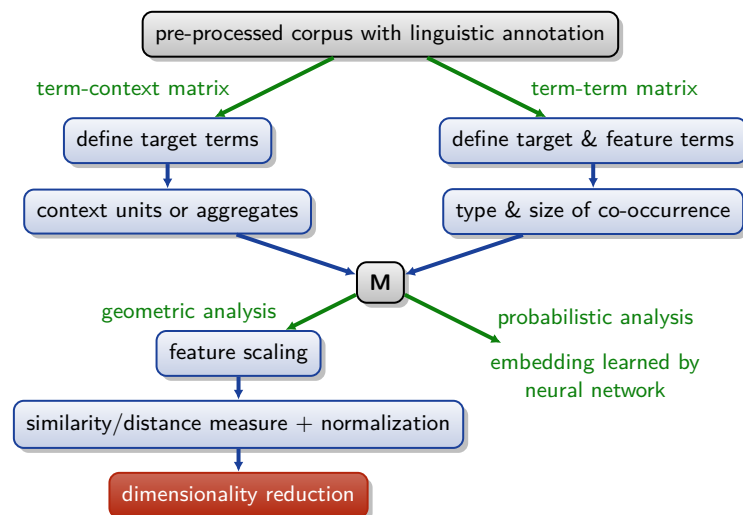 pre-processed corpus with linguistic annotation
term-context matrix
term-term matrix
define target terms
define target & feature terms
context units or aggregates
type & size of co-occurrence
M
geometric analysis
probabilistic analysis
feature scaling
embedding learned by
neural network
similarity/distance measure + normalization
dimensionality reduction